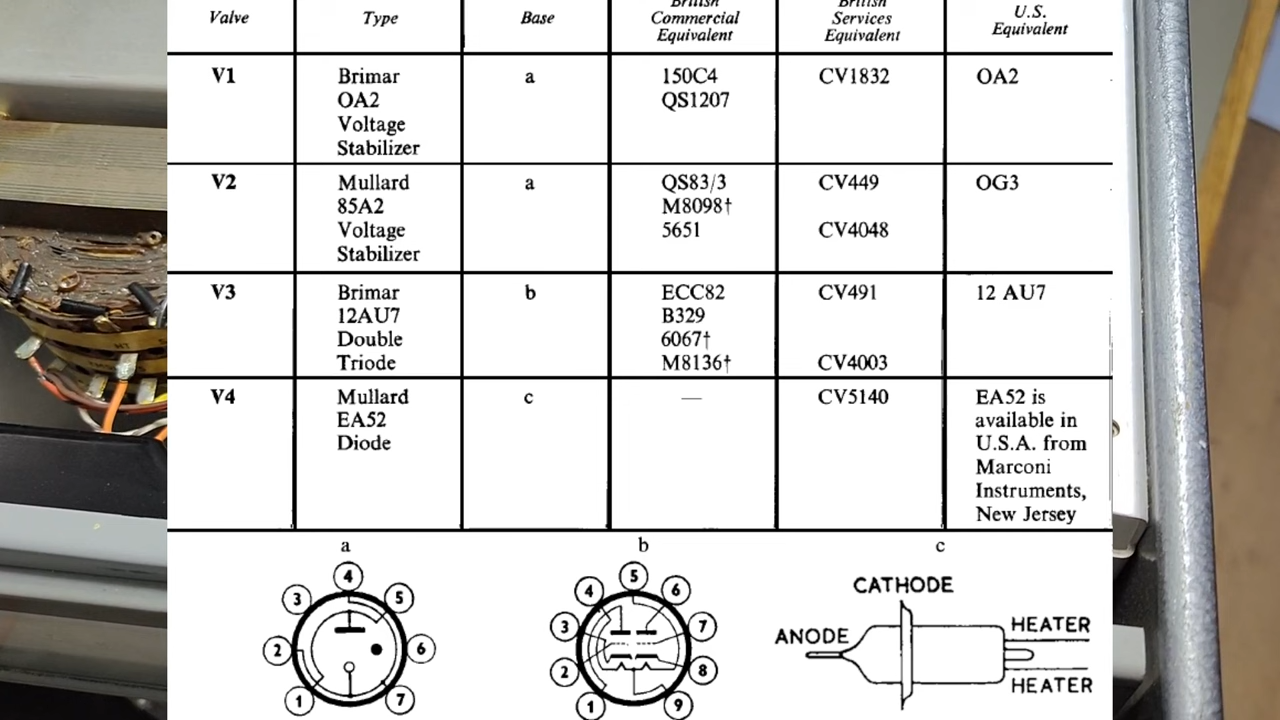 Valve Type Base British Commercial Equivalent British Services Equivalent U.S. Equivalent
V1 Brimar a 150C4 CV1832 OA2
OA2 QS1207
Voltage
Stabilizer
V2 Mullard a QS83/3 CV449 OG3
85A2 M8098†
Voltage 5651 CV4048
Stabilizer
V3 Brimar b ECC82 CV491 12 AU7
12AU7 B329
Double 6067†
Triode M8136† CV4003
V4 Mullard c — CV5140 EA52 is
EA52 available in
Diode U.S.A. from
Marconi
Instruments,
New Jersey
a b c
4
3 5
2 6
1 7
5
4 6
3 7
2 8
1 9
CATHODE
ANODE HEATER
HEATER
HT